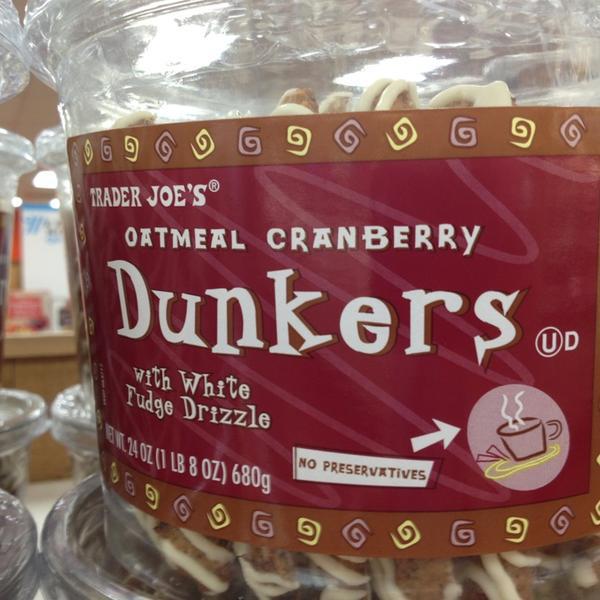 TRADER JOE'S®
OATMEAL CRANBERRY
Dunkers
Ⓤ D
with White
Fudge Drizzle
NET WT. 24 OZ (1 LB 8 OZ) 680g
NO PRESERVATIVES